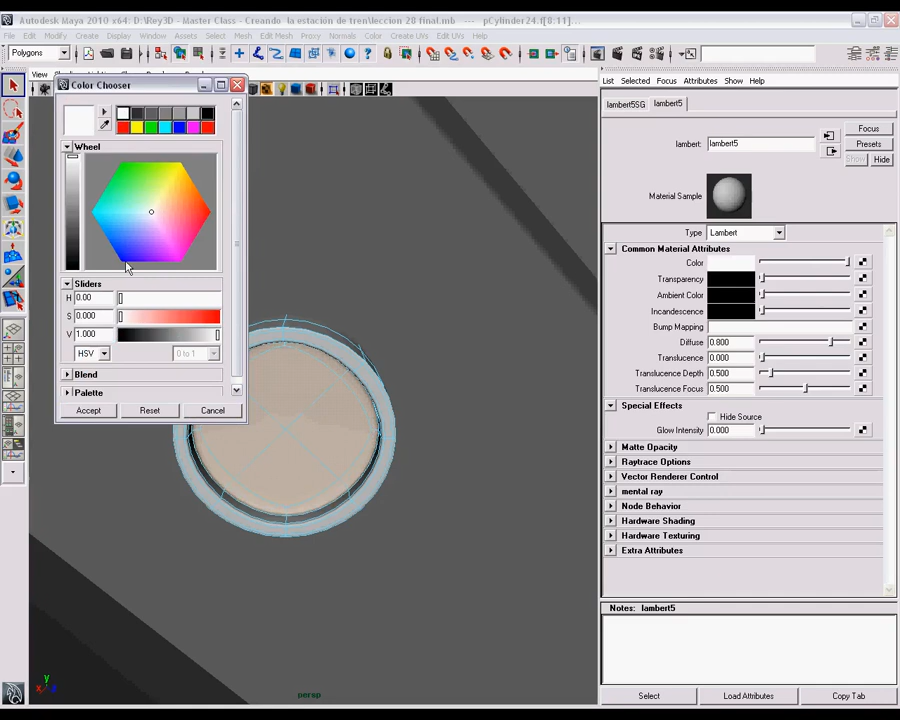 Autodesk Maya 2010 x64: D:\Rey3D - Master Class - Creando la estación de tren\leccion 28 final.mb --- pCylinder24.f[8:11]...
File Edit Modify Create Display Window Assets Select Mesh Edit Mesh Proxy Normals Color Create UVs Edit UVs Help
Polygons
View
Color Chooser
Wheel
Sliders
H 0.00
S 0.000
V 1.000
HSV 0 to 1
Blend
Palette
Accept Reset Cancel
persp
y
x
List Selected Focus Attributes Show Help
lambert5SG lambert5
lambert: lambert5
Focus
Presets
Show Hide
Material Sample
Type Lambert
Common Material Attributes
Color
Transparency
Ambient Color
Incandescence
Bump Mapping
Diffuse 0.800
Translucence 0.000
Translucence Depth 0.500
Translucence Focus 0.500
Special Effects
Hide Source
Glow Intensity 0.000
Matte Opacity
Raytrace Options
Vector Renderer Control
mental ray
Node Behavior
Hardware Shading
Hardware Texturing
Extra Attributes
Notes: lambert5
Select Load Attributes Copy Tab